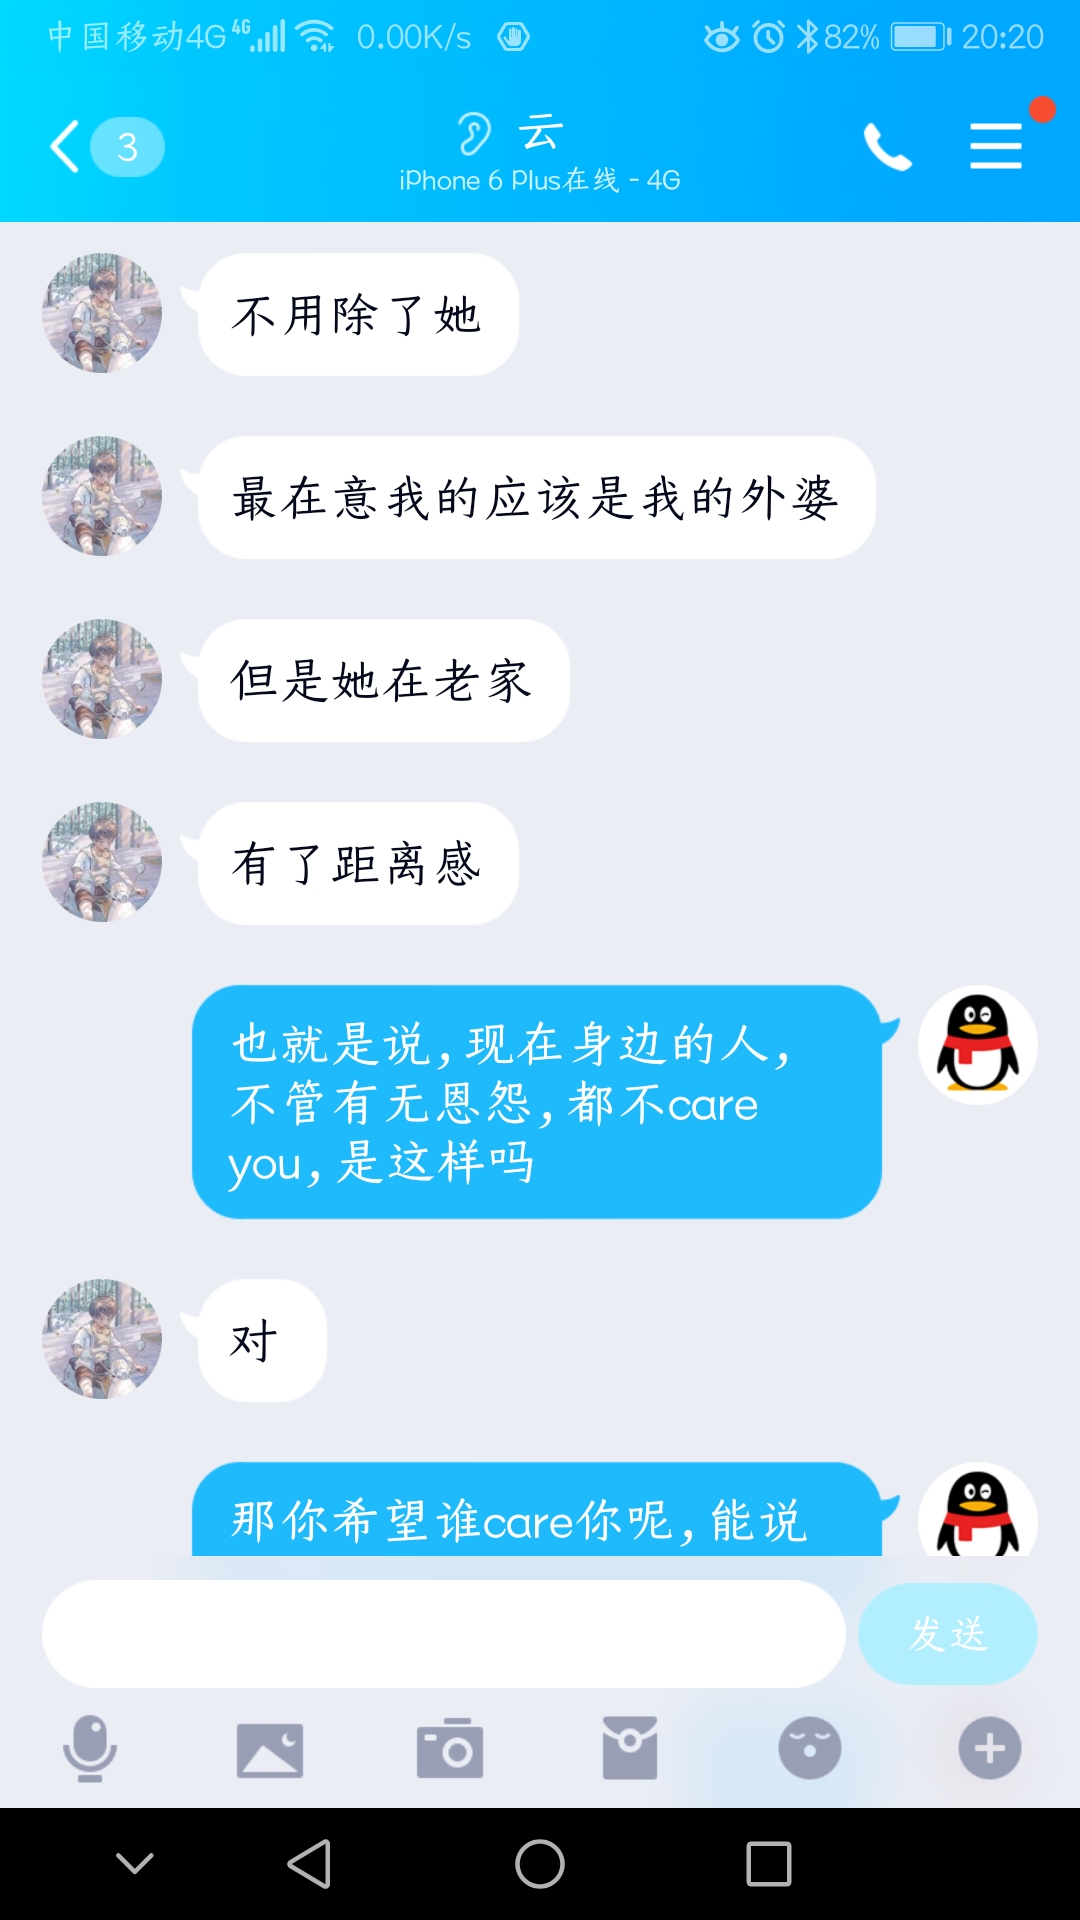 中国移动4G 4G 0.00K/s 82% 20:20
3 云
iPhone 6 Plus在线 - 4G
不用除了她
最在意我的应该是我的外婆
但是她在老家
有了距离感
也就是说,现在身边的人,
不管有无恩怨,都不care
you,是这样吗
对
那你希望谁care你呢,能说
发送